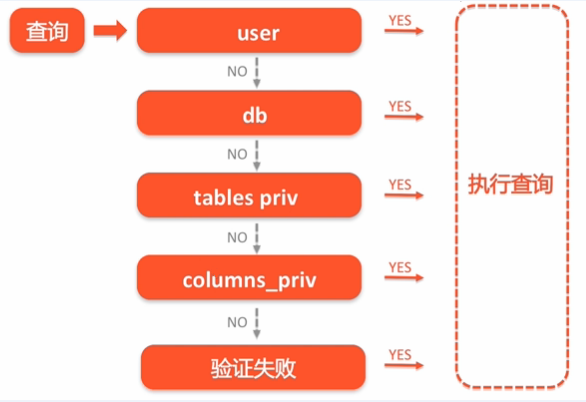 查询
user
YES
NO
db
YES
NO
tables priv
YES
执行查询
NO
columns_priv
YES
NO
验证失败
YES